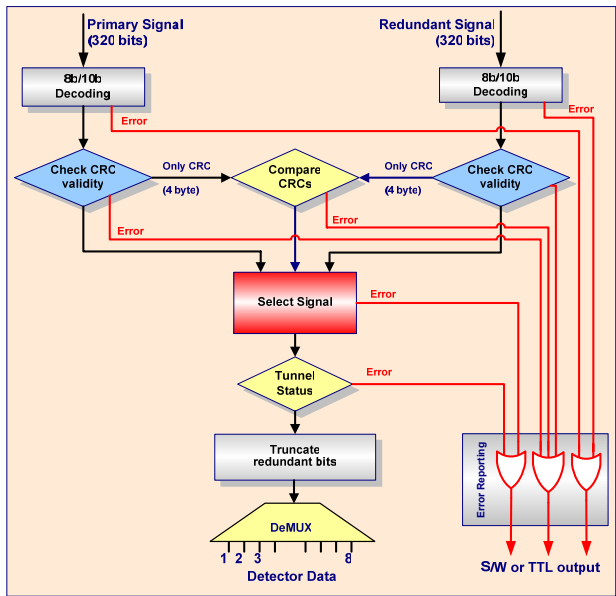 Primary Signal
(320 bits)
Redundant Signal
(320 bits)
8b/10b
Decoding
8b/10b
Decoding
Error
Error
Check CRC
validity
Only CRC
(4 byte)
Compare
CRCs
Only CRC
(4 byte)
Check CRC
validity
Error
Error
Select Signal
Error
Tunnel
Status
Error
Truncate
redundant bits
Error Reporting
DeMUX
1 2 3 8
Detector Data
S/W or TTL output